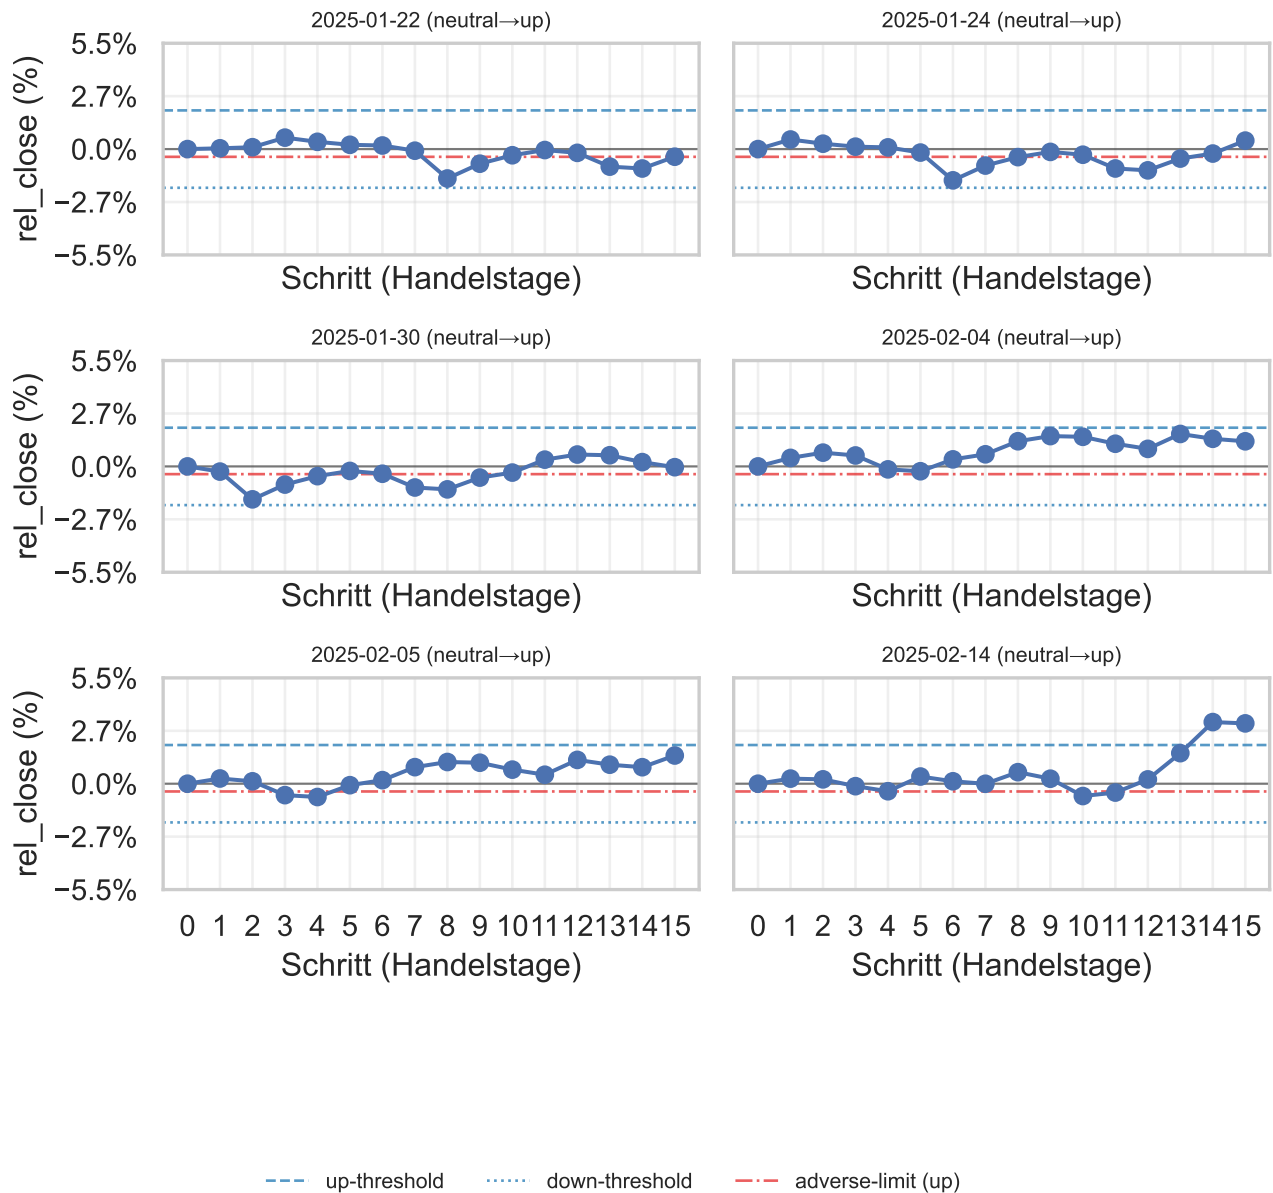 2025-01-22 (neutral→up)
2025-01-24 (neutral→up)
rel_close (%)
5.5%
2.7%
0.0%
−2.7%
−5.5%
Schritt (Handelstage)
Schritt (Handelstage)
2025-01-30 (neutral→up)
2025-02-04 (neutral→up)
rel_close (%)
5.5%
2.7%
0.0%
−2.7%
−5.5%
Schritt (Handelstage)
Schritt (Handelstage)
2025-02-05 (neutral→up)
2025-02-14 (neutral→up)
rel_close (%)
5.5%
2.7%
0.0%
−2.7%
−5.5%
0 1 2 3 4 5 6 7 8 9 10 11 12 13 14 15
0 1 2 3 4 5 6 7 8 9 10 11 12 13 14 15
Schritt (Handelstage)
Schritt (Handelstage)
up-threshold
down-threshold
adverse-limit (up)